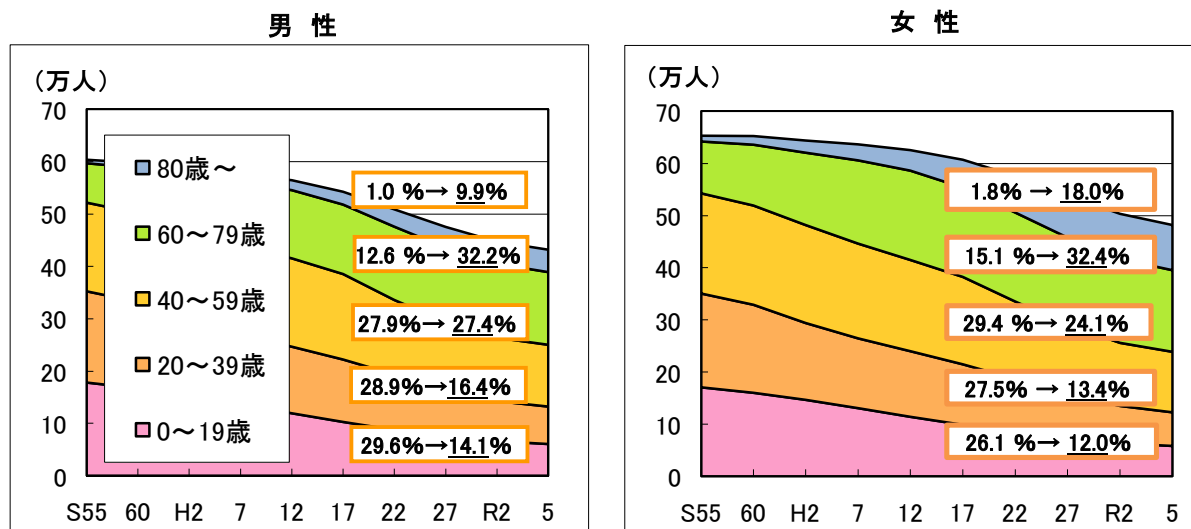 男 性
(万人)
70
60
50
40
30
20
10
0
80歳～
60～79歳
40～59歳
20～39歳
0～19歳
1.0 %→ 9.9%
12.6 %→ 32.2%
27.9%→ 27.4%
28.9%→16.4%
29.6%→14.1%
S55 60 H2 7 12 17 22 27 R2 5
女 性
(万人)
70
60
50
40
30
20
10
0
1.8% → 18.0%
15.1 %→ 32.4%
29.4 %→ 24.1%
27.5% → 13.4%
26.1 %→ 12.0%
S55 60 H2 7 12 17 22 27 R2 5